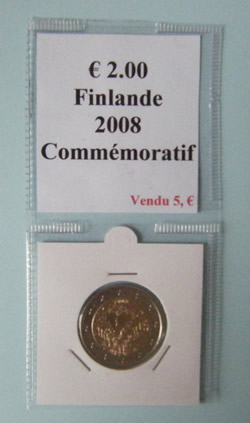 € 2.00
Finlande
2008
Commémoratif
Vendu 5, €